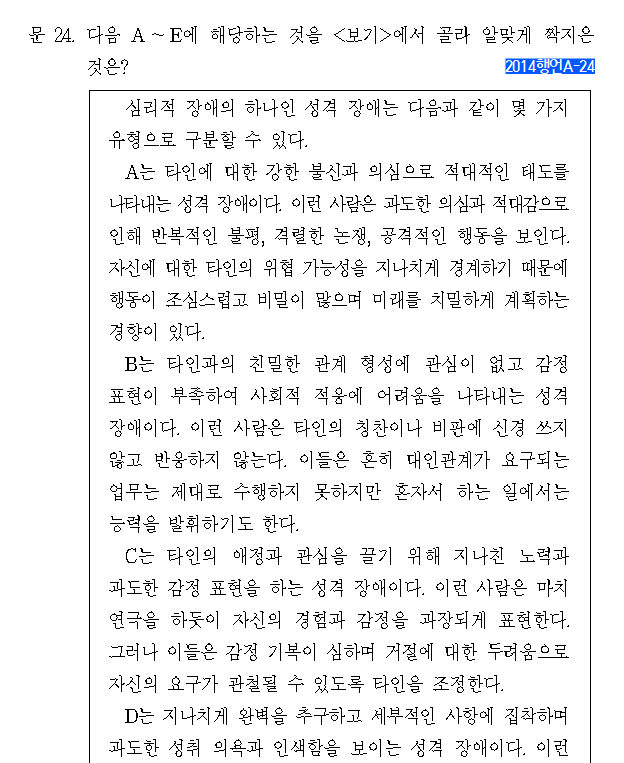 문 24. 다음 A ~ E에 해당하는 것을 <보기>에서 골라 알맞게 짝지은
것은?
2014행언A-24
심리적 장애의 하나인 성격 장애는 다음과 같이 몇 가지
유형으로 구분할 수 있다.
A는 타인에 대한 강한 불신과 의심으로 적대적인 태도를
나타내는 성격 장애이다. 이런 사람은 과도한 의심과 적대감으로
인해 반복적인 불평, 격렬한 논쟁, 공격적인 행동을 보인다.
자신에 대한 타인의 위협 가능성을 지나치게 경계하기 때문에
행동이 조심스럽고 비밀이 많으며 미래를 치밀하게 계획하는
경향이 있다.
B는 타인과의 친밀한 관계 형성에 관심이 없고 감정
표현이 부족하여 사회적 적응에 어려움을 나타내는 성격
장애이다. 이런 사람은 타인의 칭찬이나 비판에 신경 쓰지
않고 반응하지 않는다. 이들은 흔히 대인관계가 요구되는
업무는 제대로 수행하지 못하지만 혼자서 하는 일에서는
능력을 발휘하기도 한다.
C는 타인의 애정과 관심을 끌기 위해 지나친 노력과
과도한 감정 표현을 하는 성격 장애이다. 이런 사람은 마치
연극을 하듯이 자신의 경험과 감정을 과장되게 표현한다.
그러나 이들은 감정 기복이 심하며 거절에 대한 두려움으로
자신의 요구가 관철될 수 있도록 타인을 조정한다.
D는 지나치게 완벽을 추구하고 세부적인 사항에 집착하며
과도한 성취 의욕과 인색함을 보이는 성격 장애이다. 이런